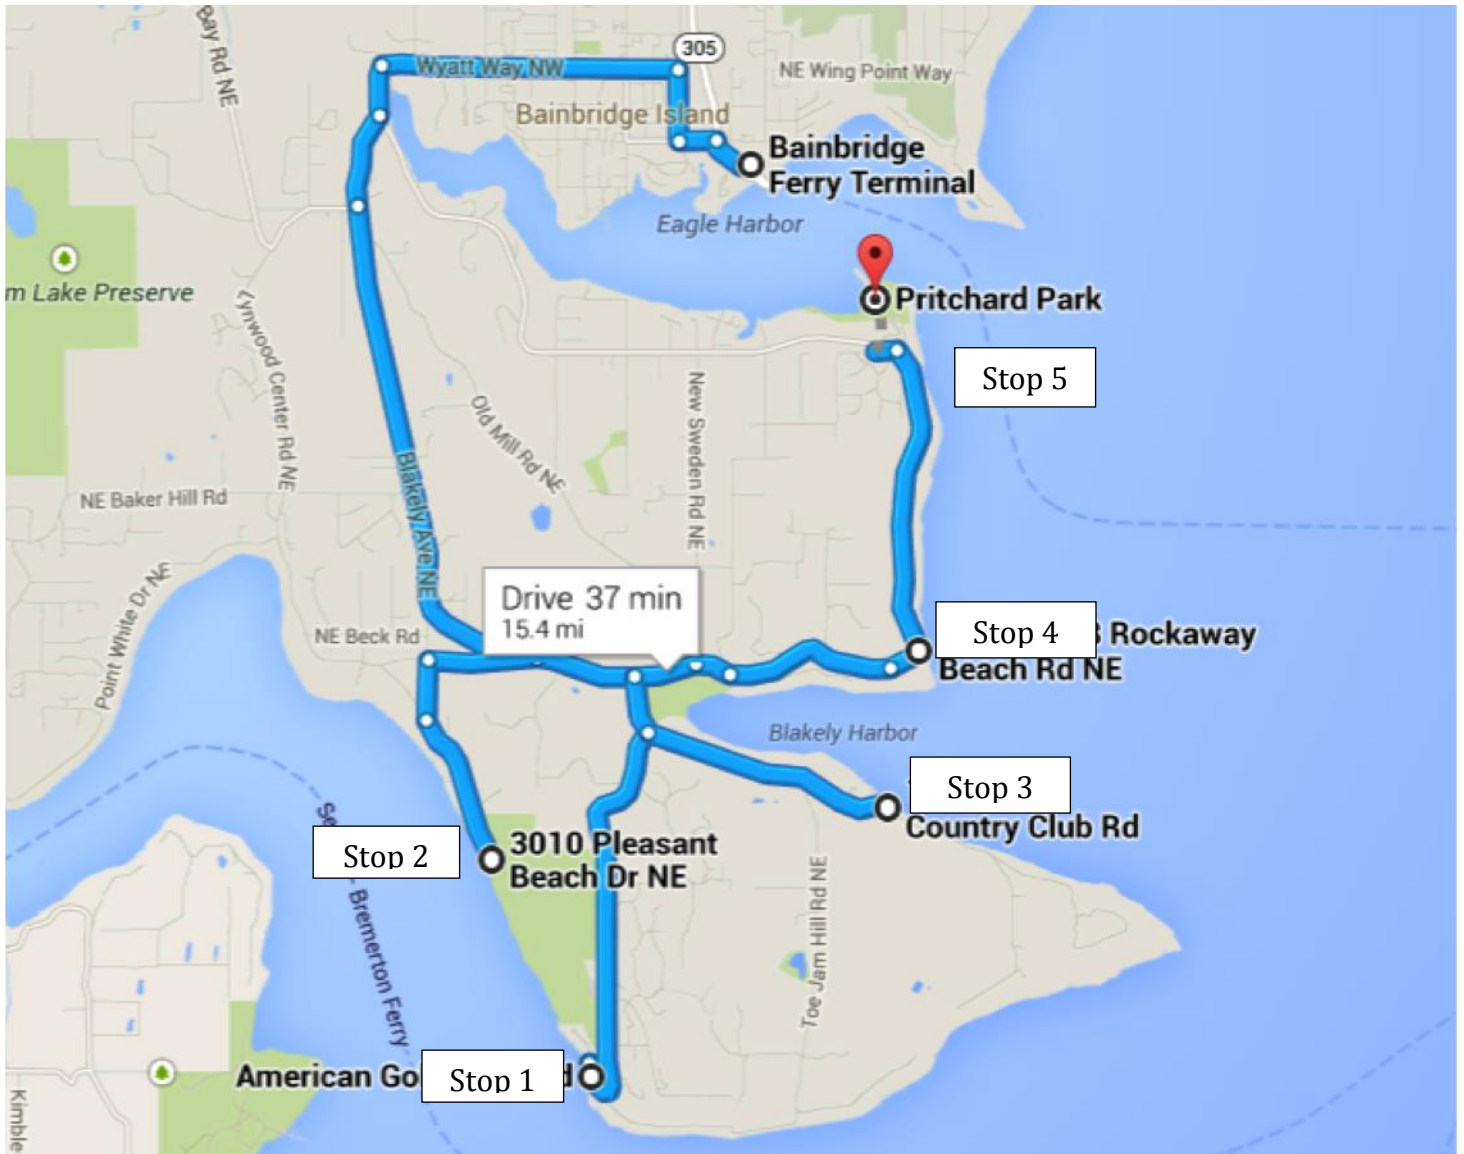 Bay Rd NE
305
Wyatt Way NW
NE Wing Point Way
Bainbridge Island
Bainbridge
Ferry Terminal
Eagle Harbor
m Lake Preserve
Pritchard Park
Lynwood Center Rd NE
Stop 5
New Sweden Rd NE
Old Mill Rd NE
Blakely Ave NE
NE Baker Hill Rd
Point White Dr NE
Drive 37 min
15.4 mi
NE Beck Rd
Stop 4
Rockaway
Beach Rd NE
Blakely Harbor
Stop 3
Country Club Rd
Stop 2
3010 Pleasant
Beach Dr NE
Bremerton Ferry
Toe Jam Hill Rd NE
American
Stop 1
Kimble